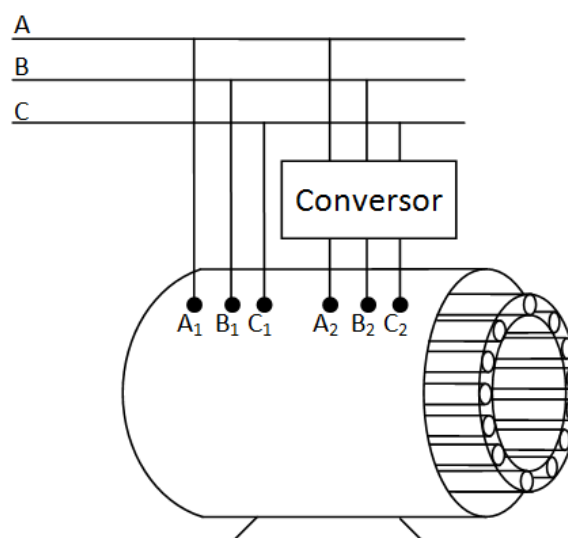 A
B
C
Conversor
A₁ B₁ C₁ A₂ B₂ C₂